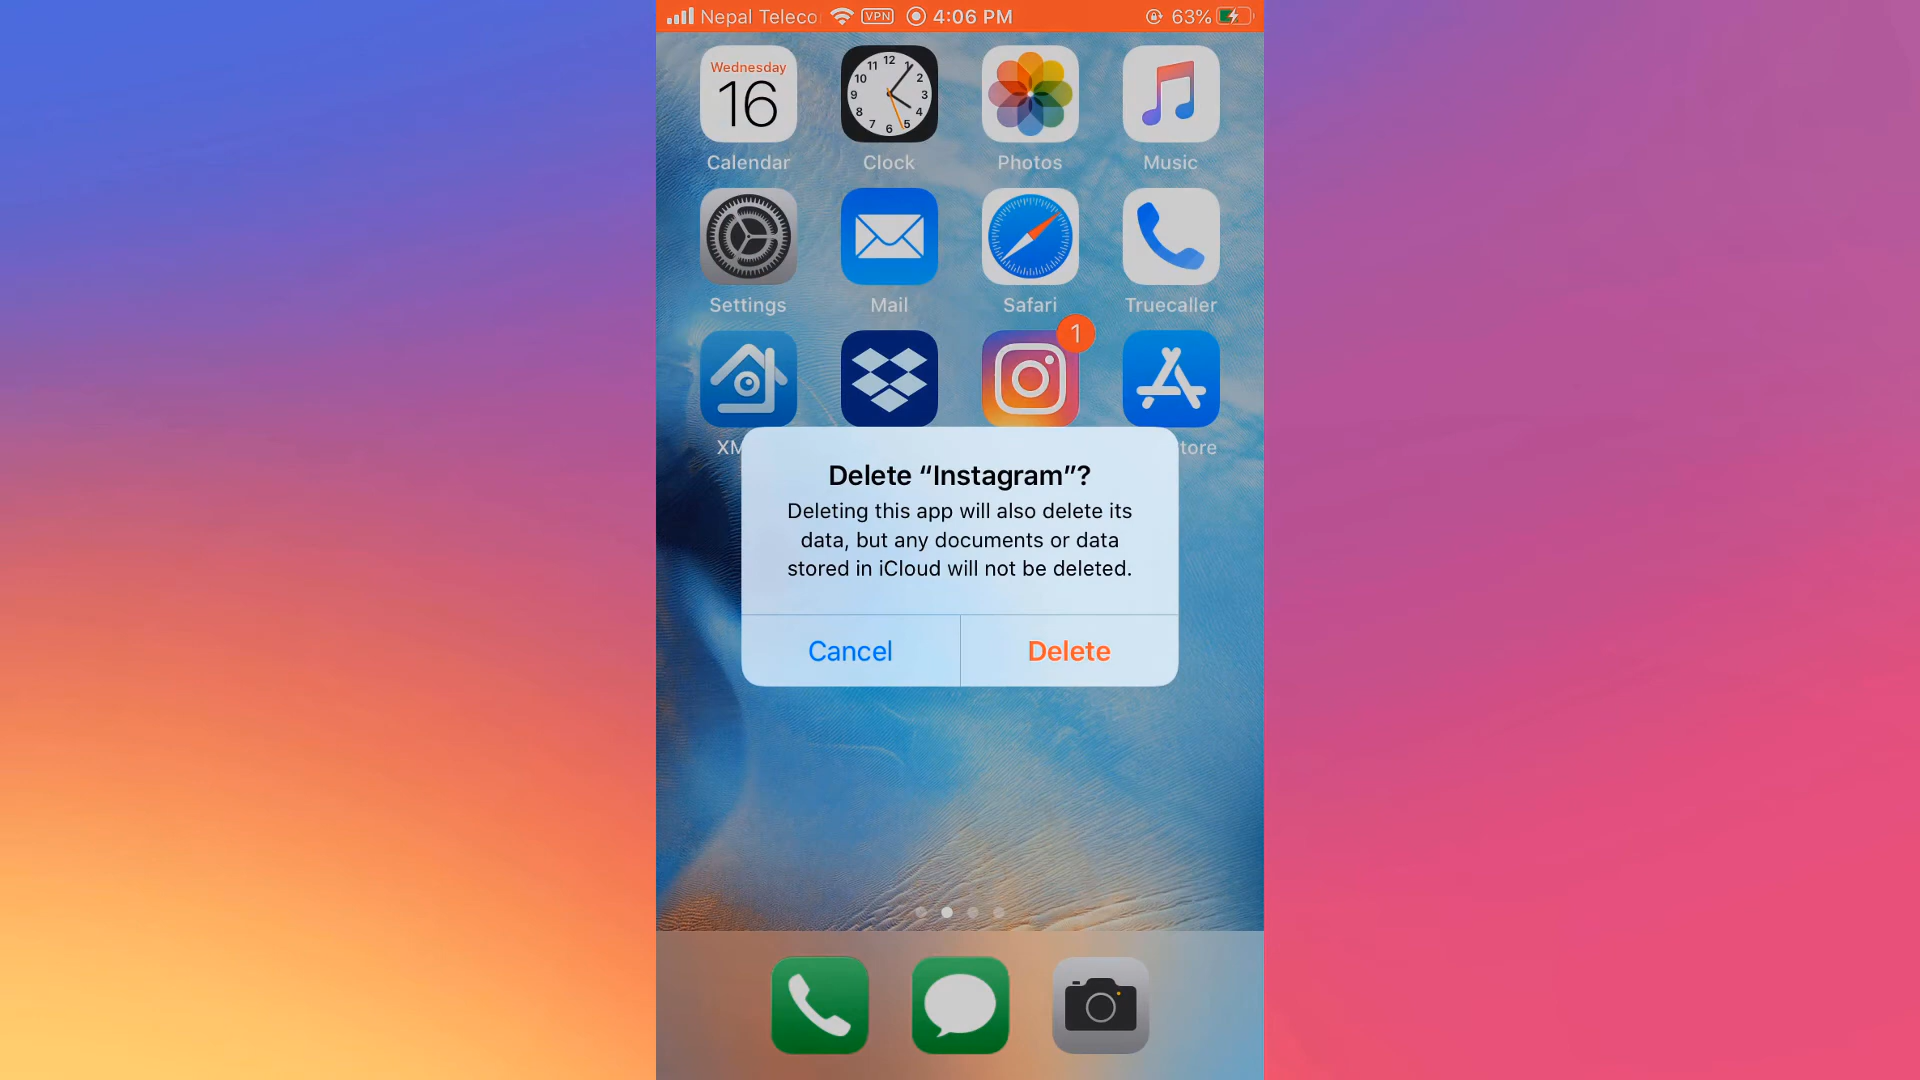 Nepal Teleco VPN 4:06 PM 63%
Wednesday
16
11 12 1
10 2
9 3
8 4
7 6 5
Calendar Clock Photos Music
Settings Mail Safari Truecaller
1
XM tore
Delete “Instagram”?
Deleting this app will also delete its
data, but any documents or data
stored in iCloud will not be deleted.
Cancel Delete